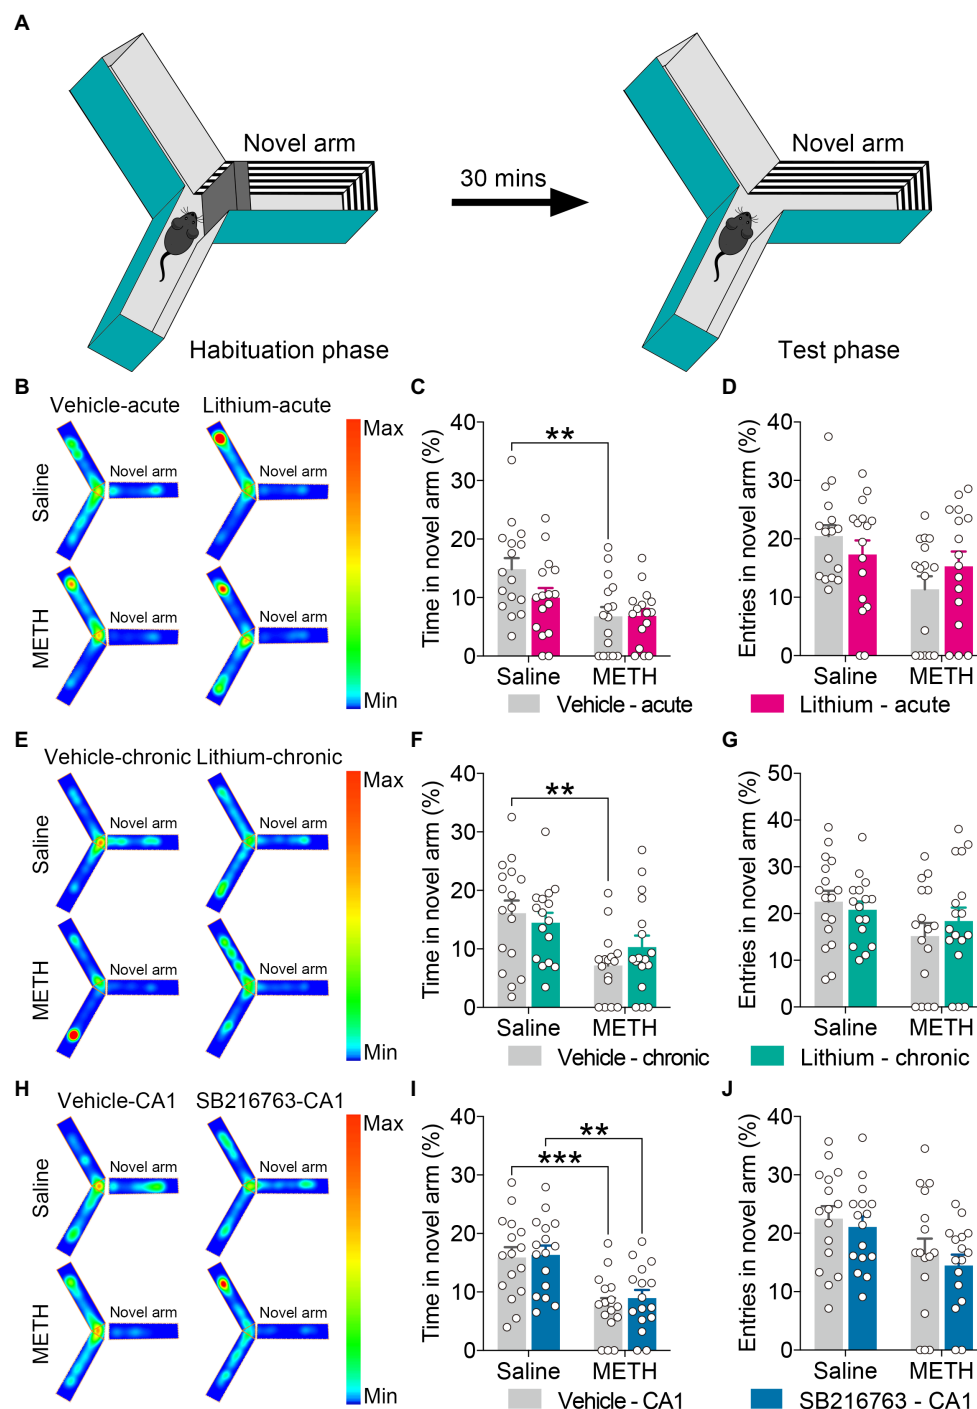 A
Novel arm
Novel arm
30 mins
Habituation phase
Test phase
B
Vehicle-acute
Lithium-acute
Saline
Novel arm
Novel arm
METH
Novel arm
Novel arm
Max
Min
C
Time in novel arm (%)
40
30
20
10
0
**
Saline
METH
D
Entries in novel arm (%)
40
30
20
10
0
Saline
METH
Vehicle - acute
Lithium - acute
E
Vehicle-chronic
Lithium-chronic
Saline
Novel arm
Novel arm
METH
Novel arm
Novel arm
Max
Min
F
Time in novel arm (%)
40
30
20
10
0
**
Saline
METH
G
Entries in novel arm (%)
50
40
30
20
10
0
Saline
METH
Vehicle - chronic
Lithium - chronic
H
Vehicle-CA1
SB216763-CA1
Saline
Novel arm
Novel arm
METH
Novel arm
Novel arm
Max
Min
I
Time in novel arm (%)
40
30
20
10
0
**
***
Saline
METH
J
Entries in novel arm (%)
40
30
20
10
0
Saline
METH
Vehicle - CA1
SB216763 - CA1